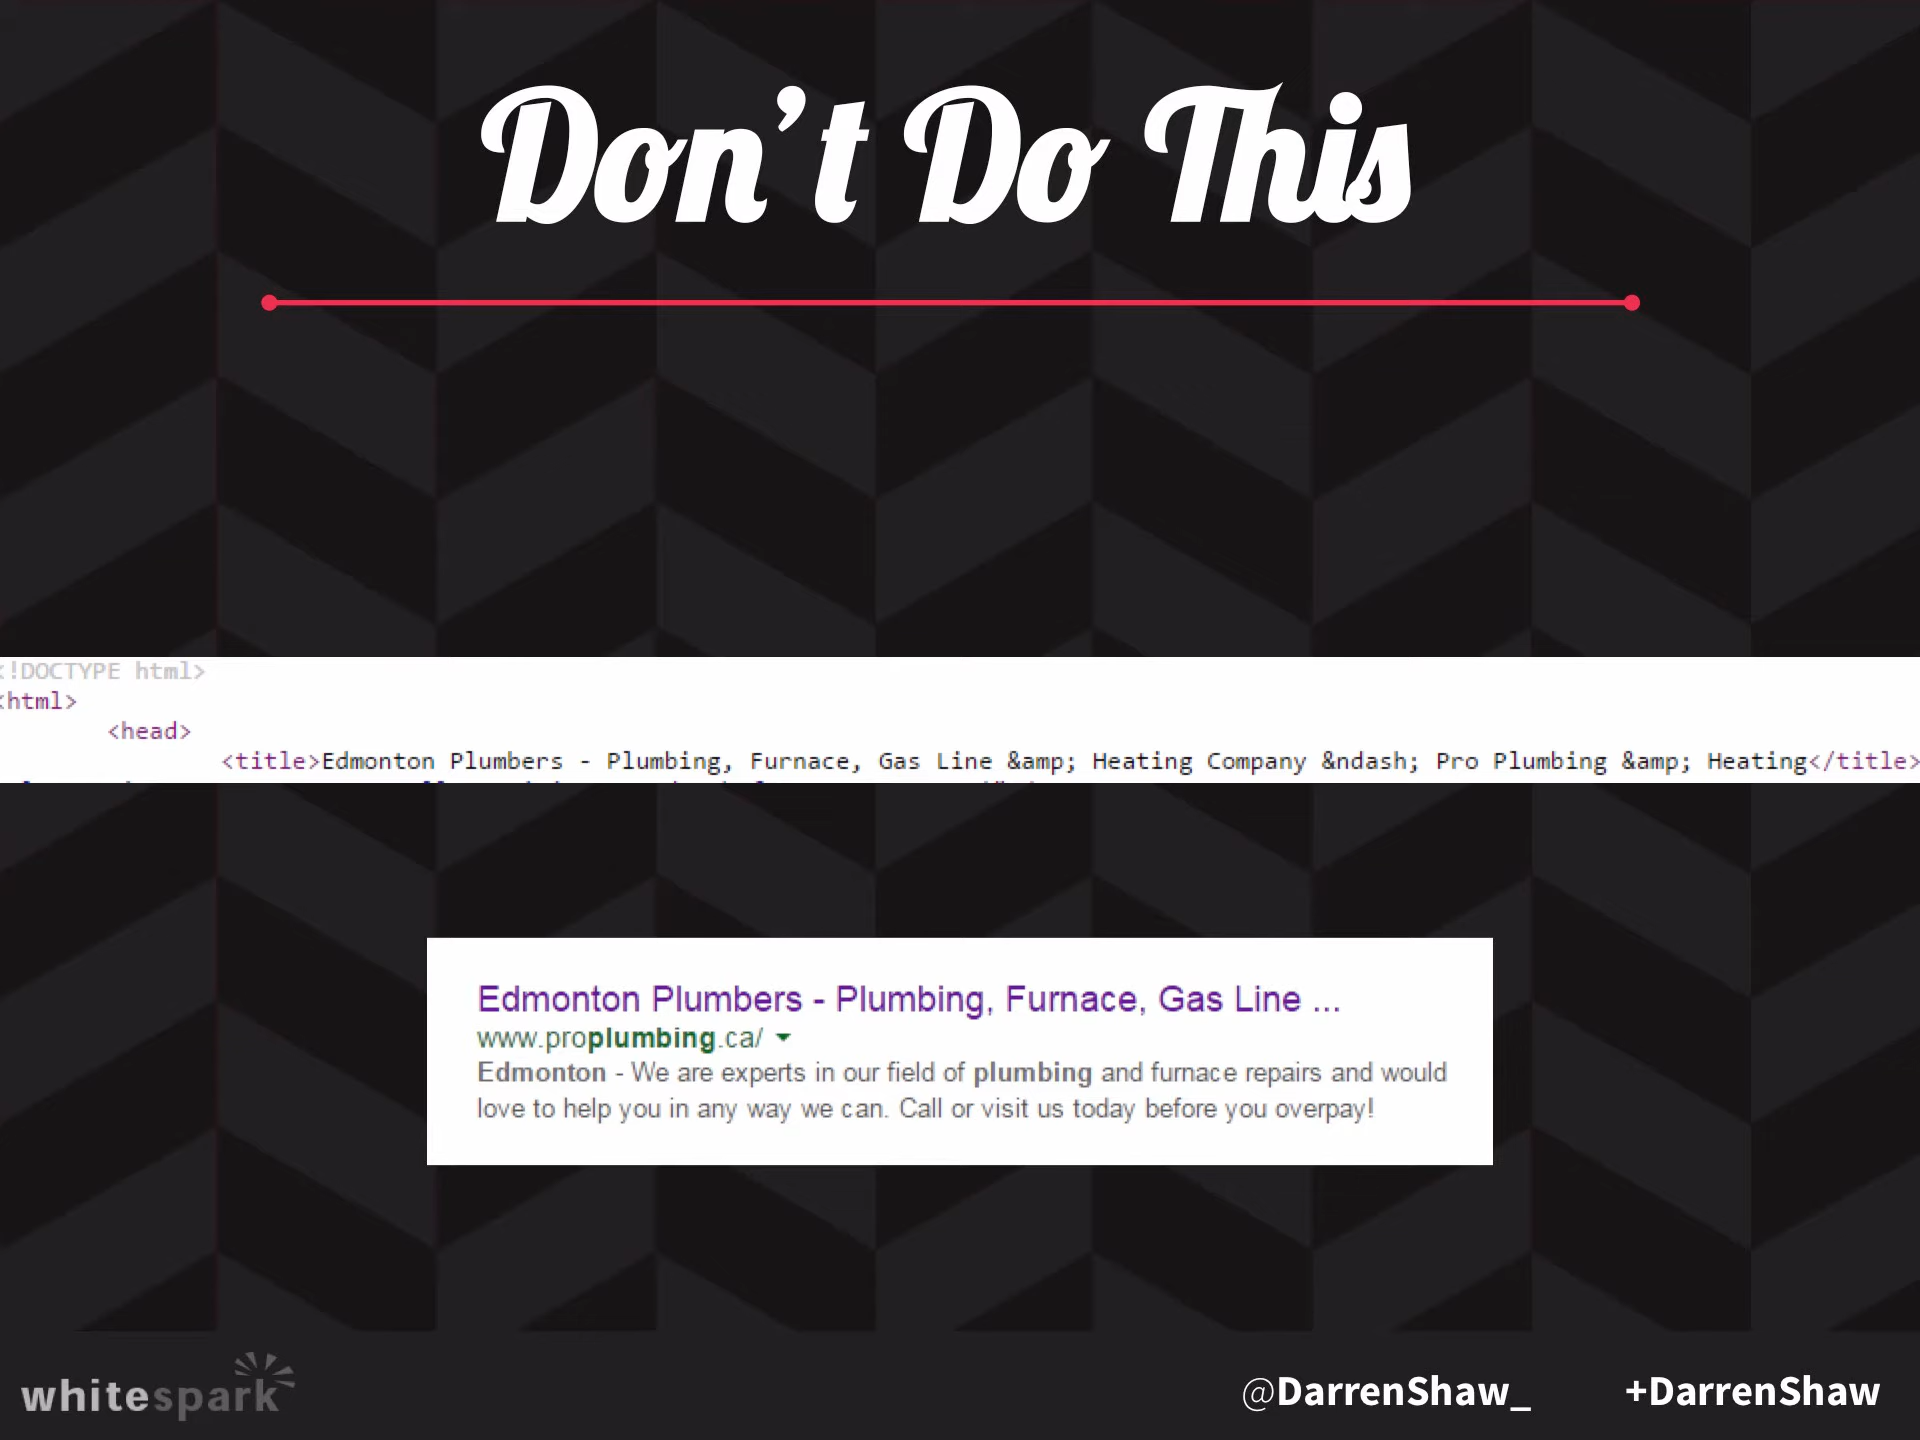 Don't Do This
<!DOCTYPE html>
<html>
<head>
<title>Edmonton Plumbers - Plumbing, Furnace, Gas Line &amp; Heating Company &ndash; Pro Plumbing &amp; Heating</title>
Edmonton Plumbers - Plumbing, Furnace, Gas Line ...
www.proplumbing.ca/
Edmonton - We are experts in our field of plumbing and furnace repairs and would
love to help you in any way we can. Call or visit us today before you overpay!
whitespark
@DarrenShaw_
+DarrenShaw